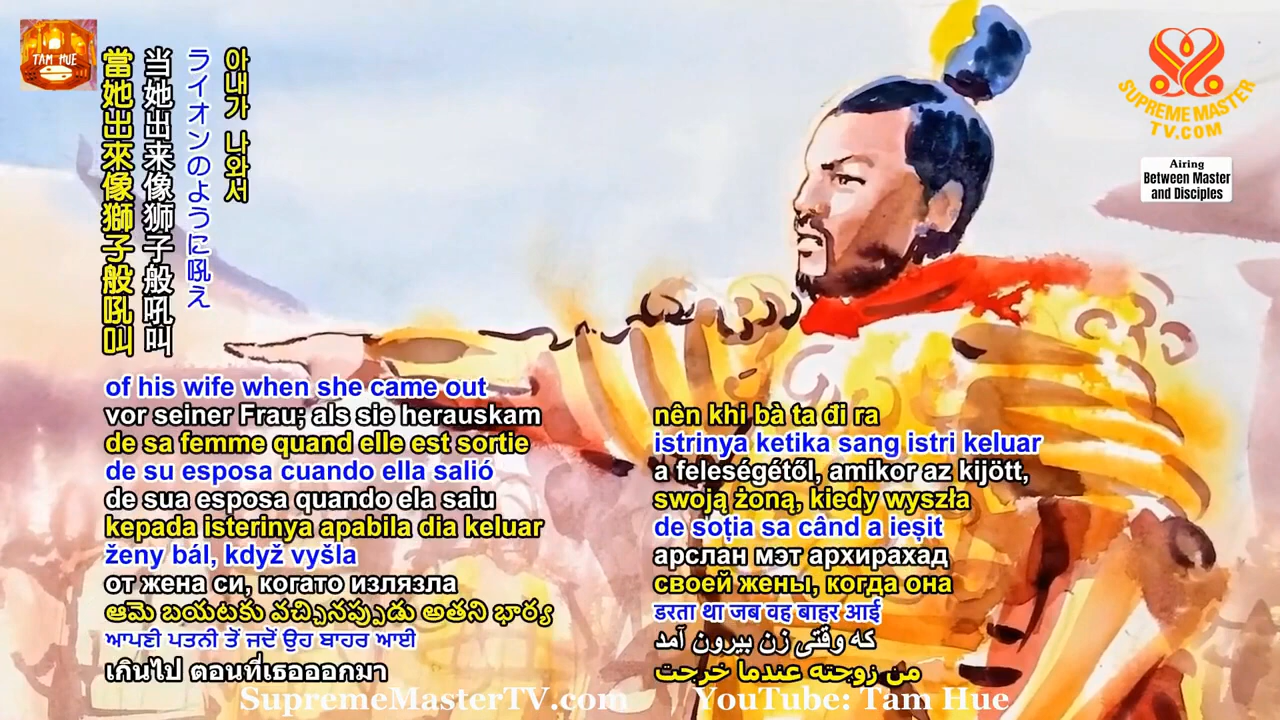 TAM HUE
當她出來像獅子般吼叫
当她出来像狮子般吼叫
ライオンのように吼え
아내가 나와서
SUPREME MASTER
TV.COM
Airing
Between Master
and Disciples
of his wife when she came out
vor seiner Frau; als sie herauskam
de sa femme quand elle est sortie
de su esposa cuando ella salió
de sua esposa quando ela saiu
kepada isterinya apabila dia keluar
ženy bál, když vyšla
от жена си, когато излязла
ఆమె బయటకు వచ్చినప్పుడు అతని భార్య
ਆਪਣੀ ਪਤਨੀ ਤੋਂ ਜਦੋਂ ਉਹ ਬਾਹਰ ਆਈ
เกินไป ตอนที่เธอออกมา
nên khi bà ta đi ra
istrinya ketika sang istri keluar
a feleségétől, amikor az kijött,
swoją żoną, kiedy wyszła
de soția sa când a ieșit
арслан мэт архирахад
своей жены, когда она
डरता था जब वह बाहर आई
که وقتی زن بیرون آمد
من زوجته عندما خرجت
SupremeMasterTV.com
YouTube: Tam Hue